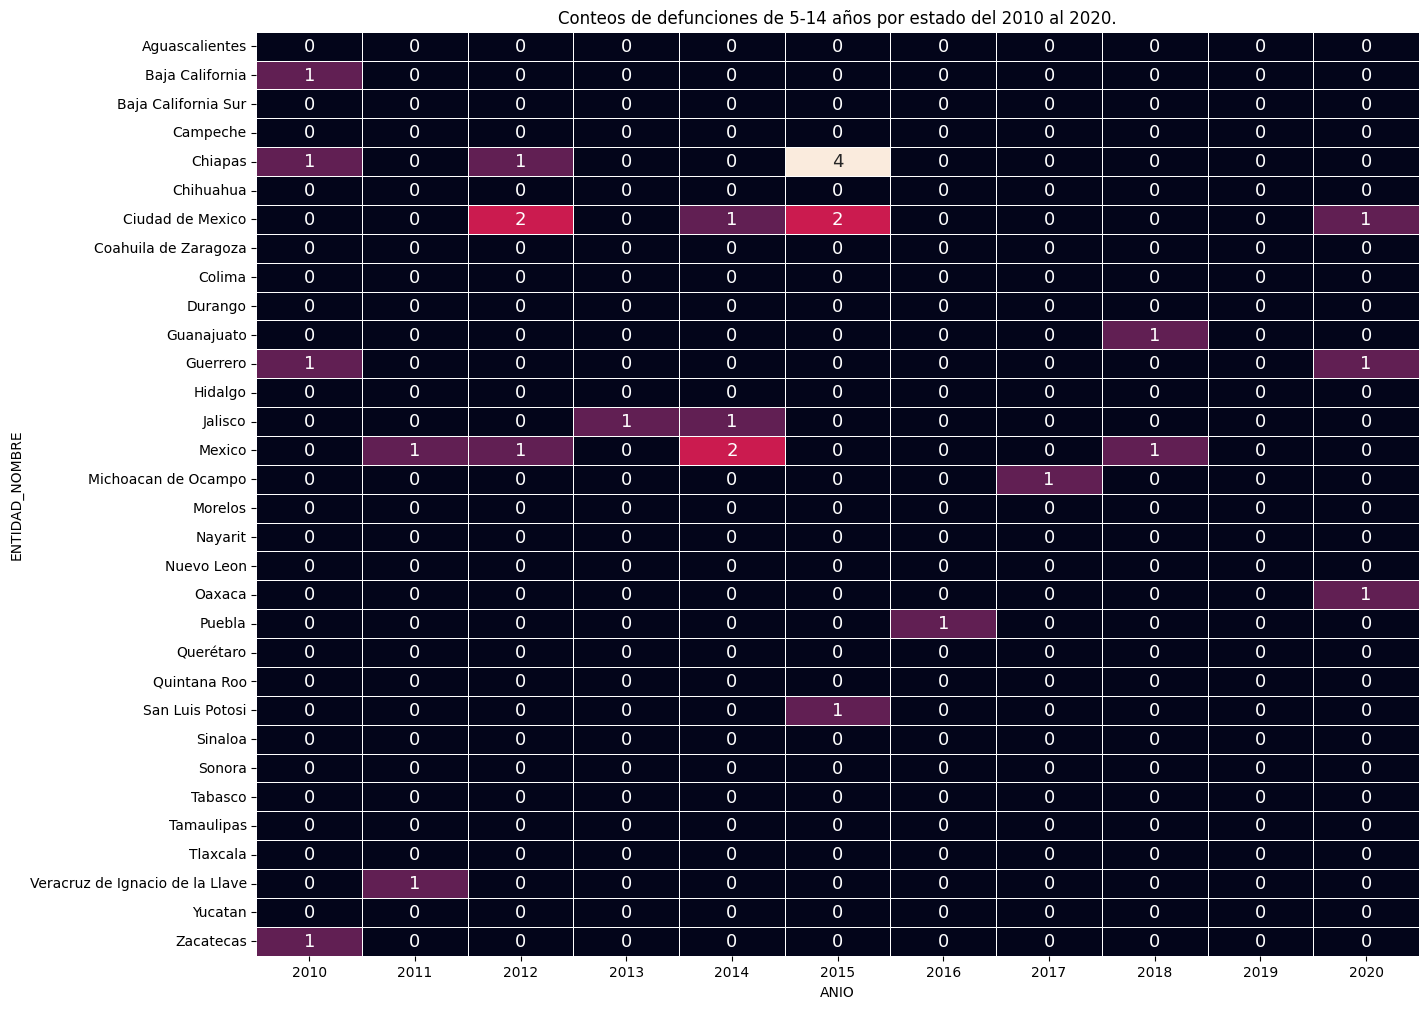 Conteos de defunciones de 5-14 años por estado del 2010 al 2020.
ENTIDAD_NOMBRE
Aguascalientes 0 0 0 0 0 0 0 0 0 0 0
Baja California 1 0 0 0 0 0 0 0 0 0 0
Baja California Sur 0 0 0 0 0 0 0 0 0 0 0
Campeche 0 0 0 0 0 0 0 0 0 0 0
Chiapas 1 0 1 0 0 4 0 0 0 0 0
Chihuahua 0 0 0 0 0 0 0 0 0 0 0
Ciudad de Mexico 0 0 2 0 1 2 0 0 0 0 1
Coahuila de Zaragoza 0 0 0 0 0 0 0 0 0 0 0
Colima 0 0 0 0 0 0 0 0 0 0 0
Durango 0 0 0 0 0 0 0 0 0 0 0
Guanajuato 0 0 0 0 0 0 0 0 1 0 0
Guerrero 1 0 0 0 0 0 0 0 0 0 1
Hidalgo 0 0 0 0 0 0 0 0 0 0 0
Jalisco 0 0 0 1 1 0 0 0 0 0 0
Mexico 0 1 1 0 2 0 0 0 1 0 0
Michoacan de Ocampo 0 0 0 0 0 0 0 1 0 0 0
Morelos 0 0 0 0 0 0 0 0 0 0 0
Nayarit 0 0 0 0 0 0 0 0 0 0 0
Nuevo Leon 0 0 0 0 0 0 0 0 0 0 0
Oaxaca 0 0 0 0 0 0 0 0 0 0 1
Puebla 0 0 0 0 0 0 1 0 0 0 0
Querétaro 0 0 0 0 0 0 0 0 0 0 0
Quintana Roo 0 0 0 0 0 0 0 0 0 0 0
San Luis Potosi 0 0 0 0 0 1 0 0 0 0 0
Sinaloa 0 0 0 0 0 0 0 0 0 0 0
Sonora 0 0 0 0 0 0 0 0 0 0 0
Tabasco 0 0 0 0 0 0 0 0 0 0 0
Tamaulipas 0 0 0 0 0 0 0 0 0 0 0
Tlaxcala 0 0 0 0 0 0 0 0 0 0 0
Veracruz de Ignacio de la Llave 0 1 0 0 0 0 0 0 0 0 0
Yucatan 0 0 0 0 0 0 0 0 0 0 0
Zacatecas 1 0 0 0 0 0 0 0 0 0 0
2010 2011 2012 2013 2014 2015 2016 2017 2018 2019 2020
ANIO